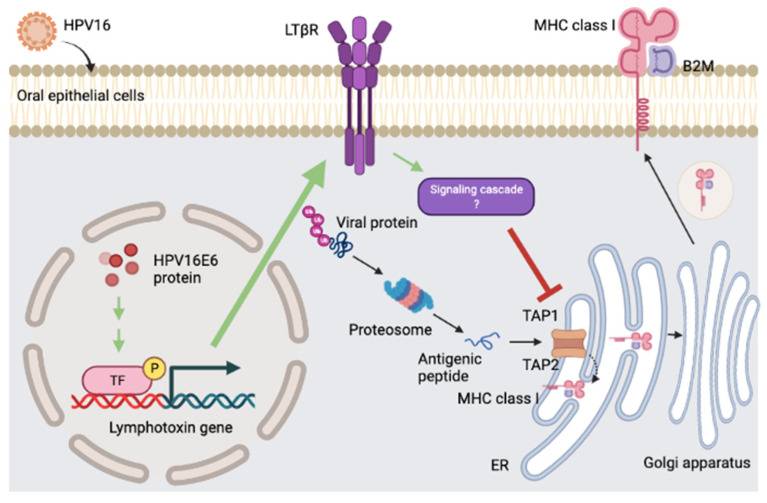 HPV16
LTβR
MHC class I
B2M
Oral epithelial cells
Signaling cascade
?
Viral protein
HPV16E6
protein
Proteosome
TAP1
TAP2
Antigenic
peptide
MHC class I
P
TF
Lymphotoxin gene
ER
Golgi apparatus